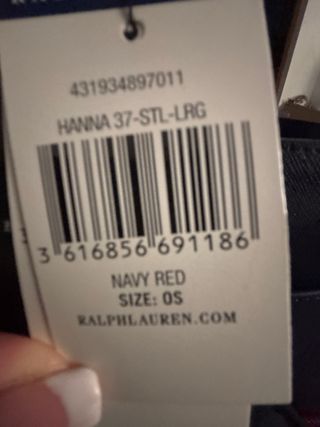 431934897011
HANNA 37-STL-LRG
3 616856 691186
NAVY RED
SIZE: OS
RALPHLAUREN.COM